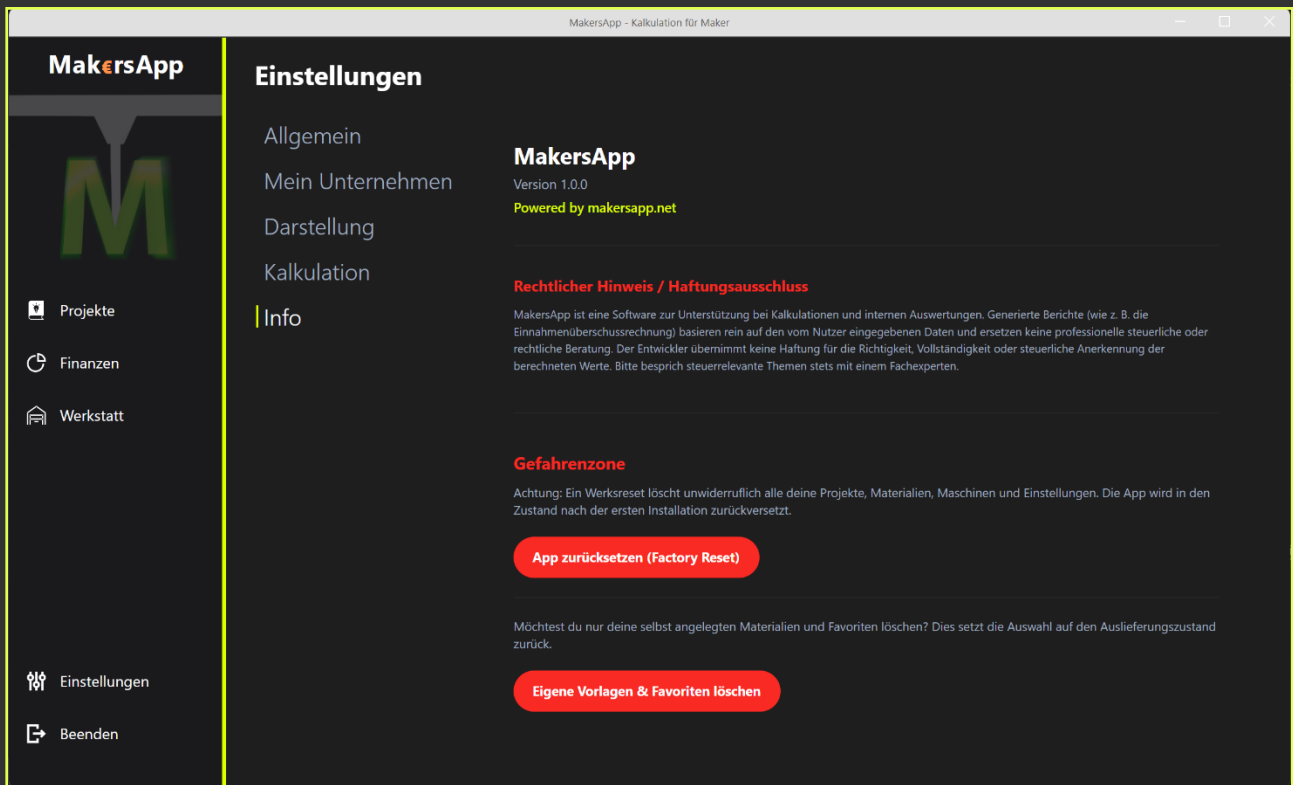 MakersApp - Kalkulation für Maker
Mak€rsApp
M
Projekte
Finanzen
Werkstatt
Einstellungen
Beenden
Einstellungen
Allgemein
Mein Unternehmen
Darstellung
Kalkulation
Info
MakersApp
Version 1.0.0
Powered by makersapp.net
Rechtlicher Hinweis / Haftungsausschluss
MakersApp ist eine Software zur Unterstützung bei Kalkulationen und internen Auswertungen. Generierte Berichte (wie z. B. die
Einnahmenüberschussrechnung) basieren rein auf den vom Nutzer eingegebenen Daten und ersetzen keine professionelle steuerliche oder
rechtliche Beratung. Der Entwickler übernimmt keine Haftung für die Richtigkeit, Vollständigkeit oder steuerliche Anerkennung der
berechneten Werte. Bitte besprich steuerrelevante Themen stets mit einem Fachexperten.
Gefahrenzone
Achtung: Ein Werksreset löscht unwiderruflich alle deine Projekte, Materialien, Maschinen und Einstellungen. Die App wird in den
Zustand nach der ersten Installation zurückversetzt.
App zurücksetzen (Factory Reset)
Möchtest du nur deine selbst angelegten Materialien und Favoriten löschen? Dies setzt die Auswahl auf den Auslieferungszustand
zurück.
Eigene Vorlagen & Favoriten löschen